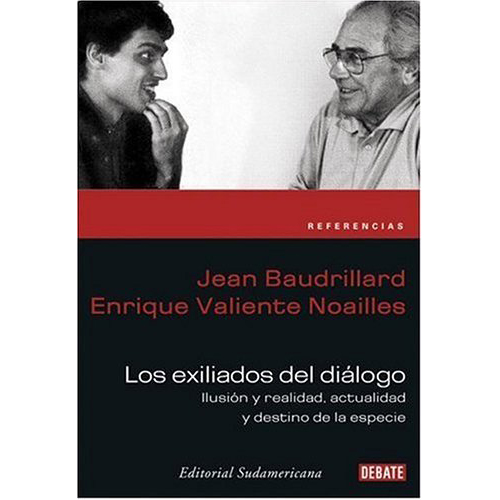 REFERENCIAS
Jean Baudrillard
Enrique Valiente Noailles
Los exiliados del diálogo
Ilusión y realidad, actualidad
y destino de la especie
Editorial Sudamericana
DEBATE